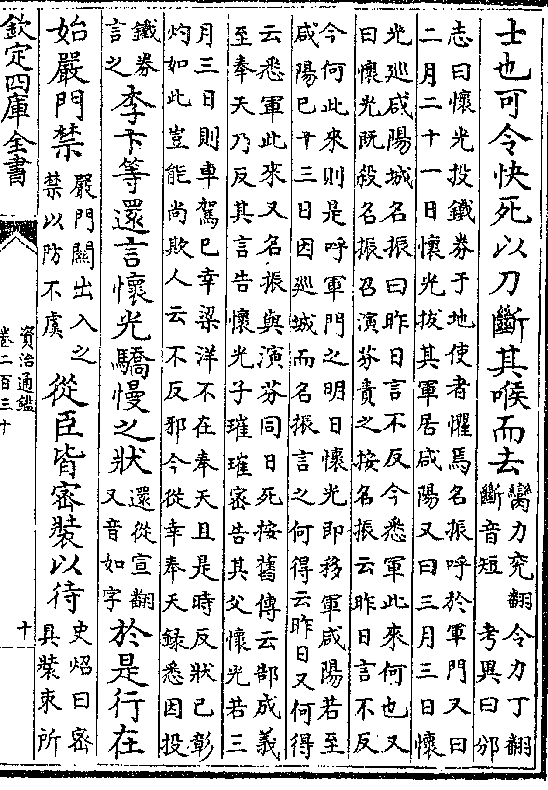 士也可令快死以刀斷其喉而去
臠力兖翻令力丁翻
斷音短　考異曰邠
志曰懷光投鐵券于地使者懼焉名振呼於軍門又曰
二月二十一日懷光拔其軍居咸陽又曰三月三日懷
光巡咸陽城名振曰昨日言不反今悉軍此來何也又
曰懷光既殺名振召演芬責之按名振云昨日言不反
今何此來則是呼軍門之明日懷光即移軍咸陽若至
咸陽已十三日因巡城而名振言之何得云昨日又何得
云悉軍此來又名振與演芬同日死按舊傳云郜成義
至奉天乃反其言告懷光子璀璀密告其父懷光若三
月三日則車駕已幸梁洋不在奉天且是時反狀已彰
灼如此豈能尚欺人云不反邪今從幸奉天錄悉因投
鐵券
言之
李卞等還言懷光驕慢之狀
還從宣翻
又音如字
於是行在
始嚴門禁
嚴門關出入之
禁以防不虞
從臣皆密裝以待
史炤曰密
具裝束所
欽定四庫全書
資治通鑑
卷二百三十
十